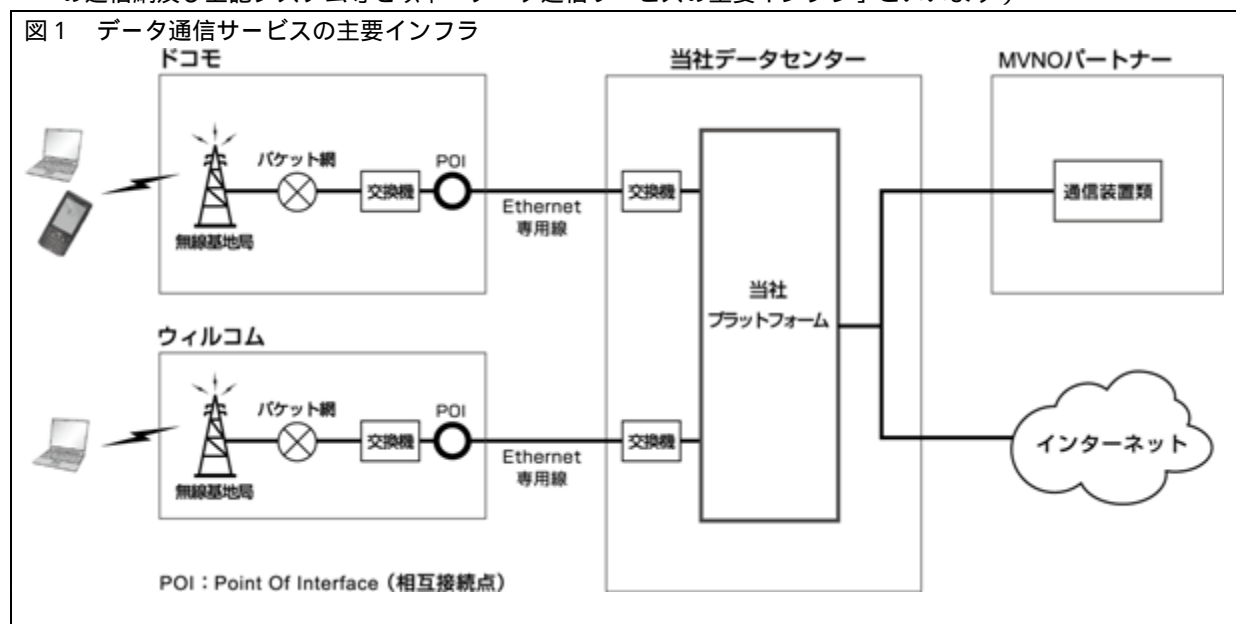 図1 データ通信サービスの主要インフラ
ドコモ
当社データセンター
MVNOパートナー
パケット網
POI
交換機
交換機
通信装置類
Ethernet
専用線
無線基地局
当社
プラットフォーム
ウィルコム
パケット網
POI
交換機
交換機
インターネット
Ethernet
専用線
無線基地局
POI:Point Of Interface(相互接続点)